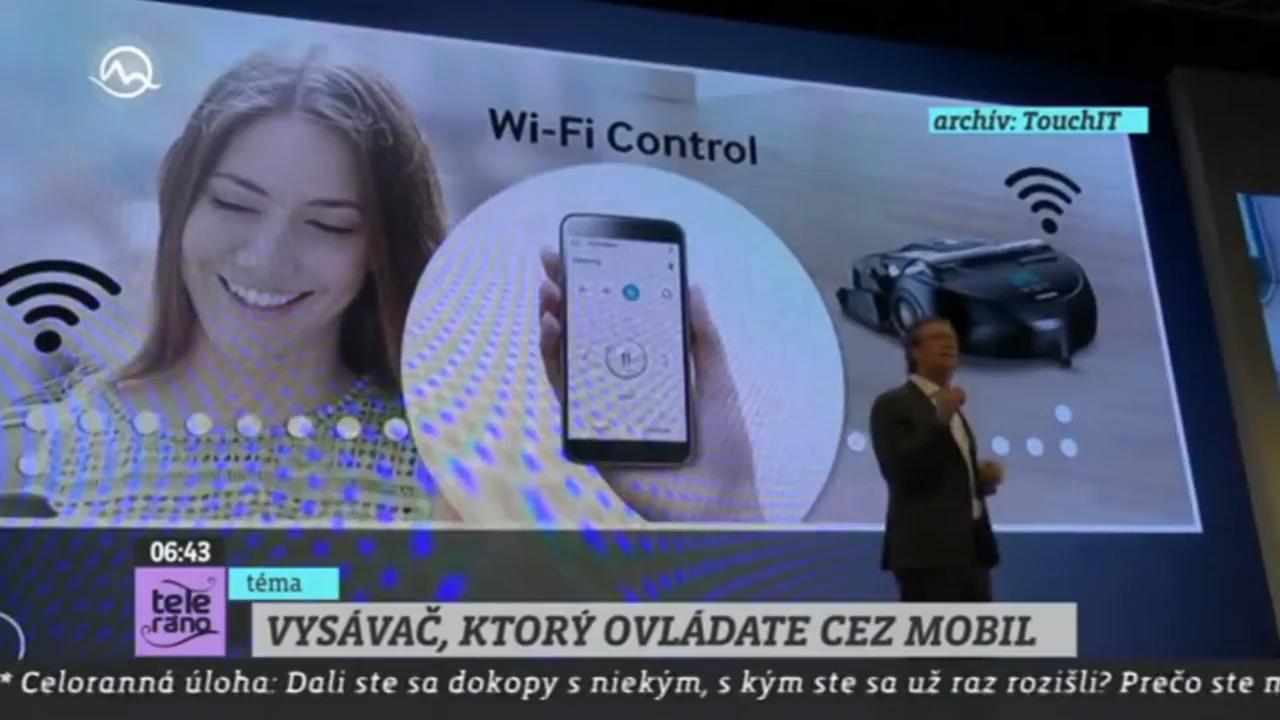 archív: TouchIT
Wi-Fi Control
06:43
tele
ráno
téma
VYSÁVAČ, KTORÝ OVLÁDATE CEZ MOBIL
* Celoranná úloha: Dali ste sa dokopy s niekým, s kým ste sa už raz rozišli? Prečo ste